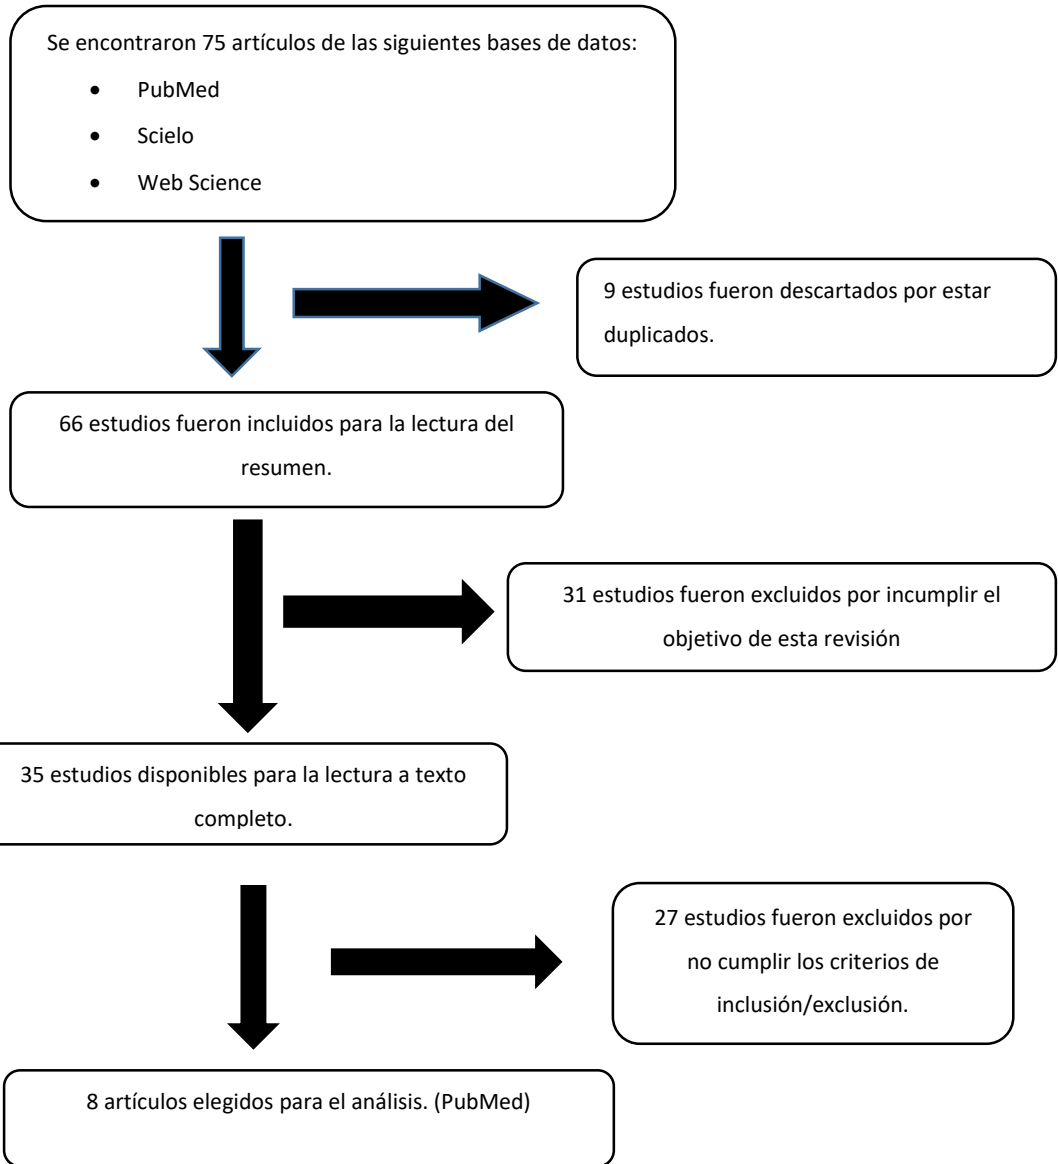 Se encontraron 75 artículos de las siguientes bases de datos:
• PubMed
• Scielo
• Web Science
9 estudios fueron descartados por estar
duplicados.
66 estudios fueron incluidos para la lectura del
resumen.
31 estudios fueron excluidos por incumplir el
objetivo de esta revisión
35 estudios disponibles para la lectura a texto
completo.
27 estudios fueron excluidos por
no cumplir los criterios de
inclusión/exclusión.
8 artículos elegidos para el análisis. (PubMed)